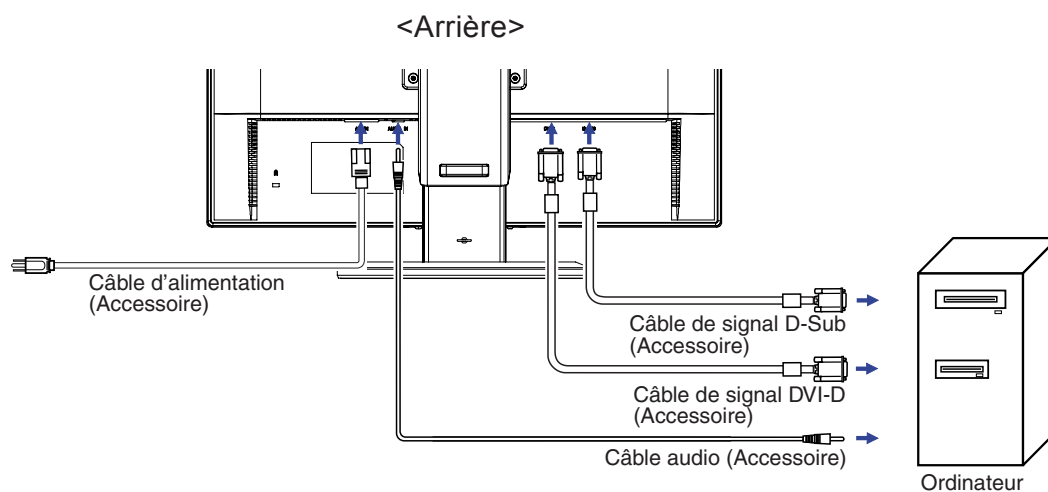 <Arrière>
Câble d'alimentation
(Accessoire)
Câble de signal D-Sub
(Accessoire)
Câble de signal DVI-D
(Accessoire)
Câble audio (Accessoire)
Ordinateur